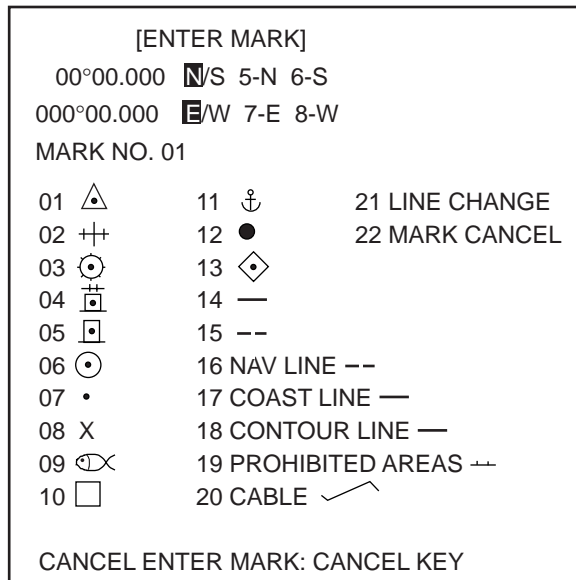 [ENTER MARK]
00°00.000 N/S 5-N 6-S
000°00.000 E/W 7-E 8-W
MARK NO. 01
01 11 21 LINE CHANGE
02 12 22 MARK CANCEL
03 13
04 14
05 15
06 16 NAV LINE
07 17 COAST LINE
08 X 18 CONTOUR LINE
09 19 PROHIBITED AREAS
10 20 CABLE
CANCEL ENTER MARK: CANCEL KEY